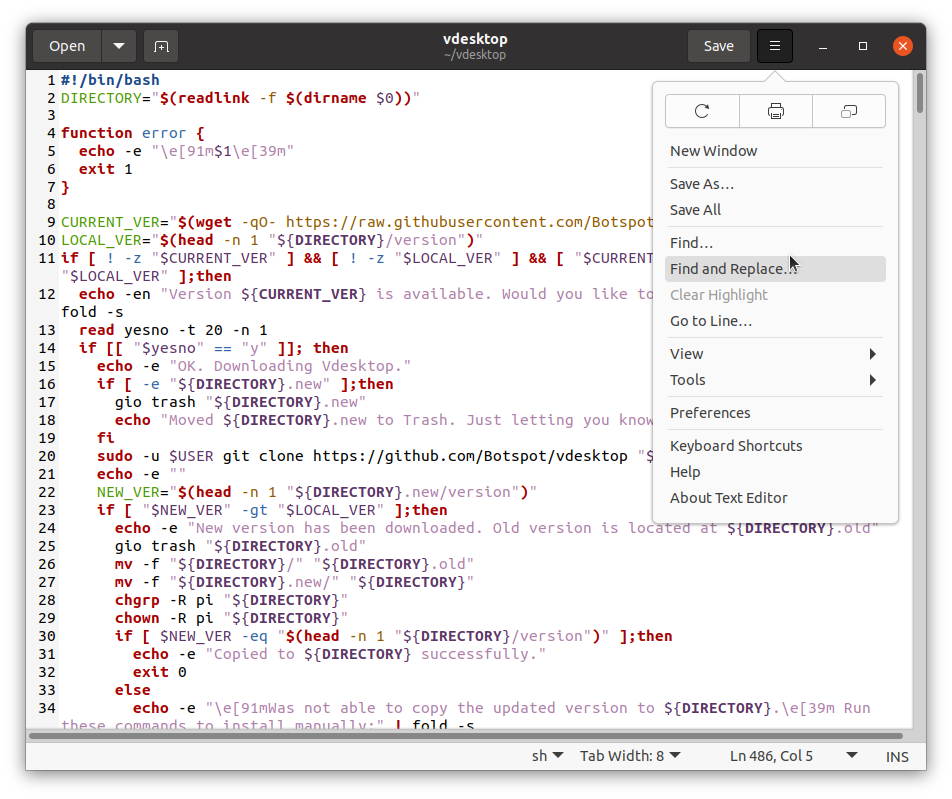 Open
vdesktop
~/vdesktop
Save
1 #!/bin/bash
2 DIRECTORY="$(readlink -f $(dirname $0))"
3
4 function error {
5   echo -e "\e[91m$1\e[39m"
6   exit 1
7 }
8
9 CURRENT_VER="$(wget -qO- https://raw.githubusercontent.com/Botspot
10 LOCAL_VER="$(head -n 1 "${DIRECTORY}/version")"
11 if [ ! -z "$CURRENT_VER" ] && [ ! -z "$LOCAL_VER" ] && [ "$CURRENT
"$LOCAL_VER" ];then
12   echo -en "Version ${CURRENT_VER} is available. Would you like to
fold -s
13   read yesno -t 20 -n 1
14   if [[ "$yesno" == "y" ]]; then
15     echo -e "OK. Downloading Vdesktop."
16     if [ -e "${DIRECTORY}.new" ];then
17       gio trash "${DIRECTORY}.new"
18       echo "Moved ${DIRECTORY}.new to Trash. Just letting you know
19     fi
20     sudo -u $USER git clone https://github.com/Botspot/vdesktop "$
21     echo -e ""
22     NEW_VER="$(head -n 1 "${DIRECTORY}.new/version")"
23     if [ "$NEW_VER" -gt "$LOCAL_VER" ];then
24       echo -e "New version has been downloaded. Old version is located at ${DIRECTORY}.old"
25       gio trash "${DIRECTORY}.old"
26       mv -f "${DIRECTORY}/" "${DIRECTORY}.old"
27       mv -f "${DIRECTORY}.new/" "${DIRECTORY}"
28       chgrp -R pi "${DIRECTORY}"
29       chown -R pi "${DIRECTORY}"
30       if [ $NEW_VER -eq "$(head -n 1 "${DIRECTORY}/version")" ];then
31         echo -e "Copied to ${DIRECTORY} successfully."
32         exit 0
33       else
34         echo -e "\e[91mWas not able to copy the updated version to ${DIRECTORY}.\e[39m Run
these commands to install manually:" | fold -s
New Window
Save As…
Save All
Find…
Find and Replace…
Clear Highlight
Go to Line…
View
Tools
Preferences
Keyboard Shortcuts
Help
About Text Editor
sh
Tab Width: 8
Ln 486, Col 5
INS